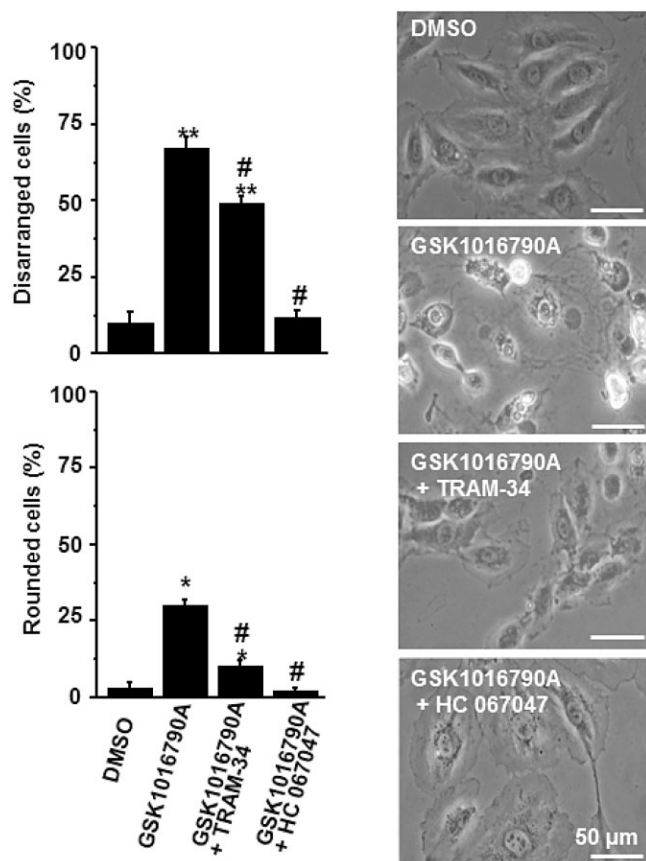 100
75
50
25
0
Disarranged cells (%)
**
#
**
#
100
75
50
25
0
Rounded cells (%)
*
#
*
#
DMSO
GSK1016790A
GSK1016790A
+ TRAM-34
GSK1016790A
+ HC 067047
DMSO
GSK1016790A
GSK1016790A
+ TRAM-34
GSK1016790A
+ HC 067047
50 µm